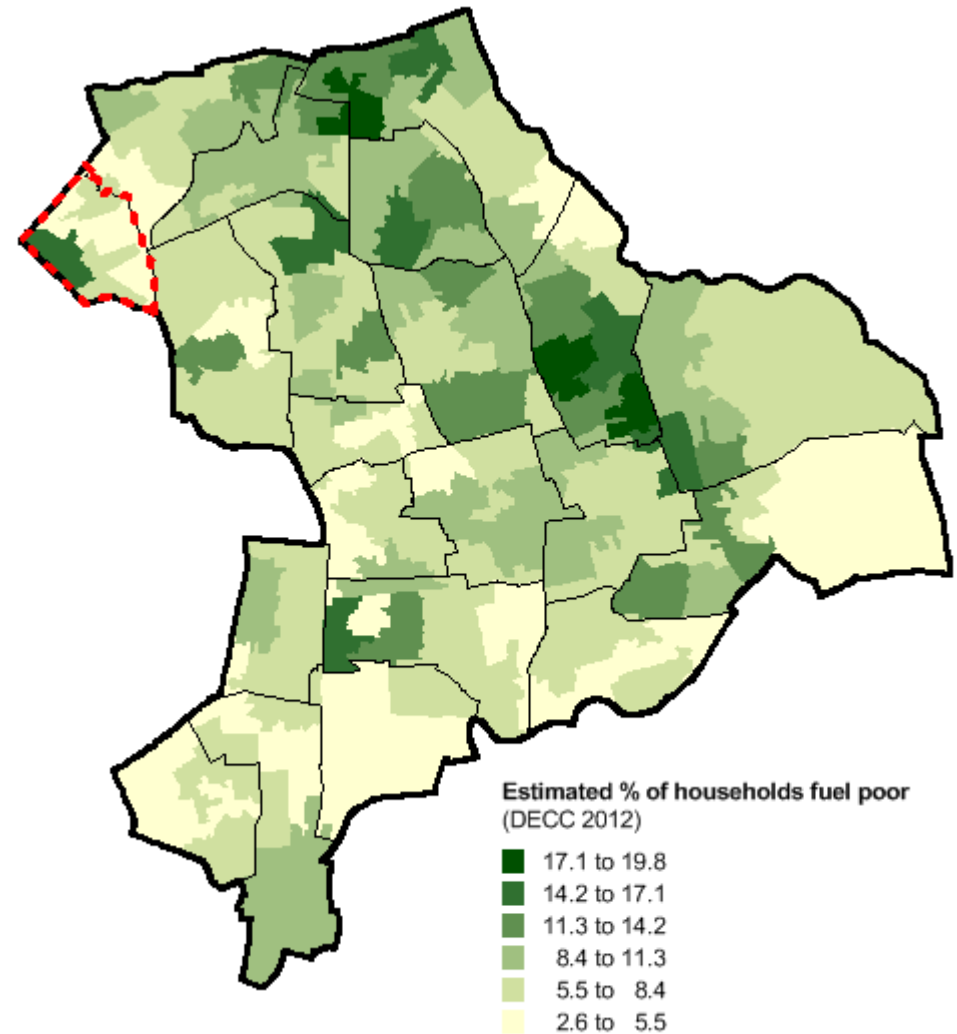 Estimated % of households fuel poor
(DECC 2012)
17.1 to 19.8
14.2 to 17.1
11.3 to 14.2
8.4 to 11.3
5.5 to 8.4
2.6 to 5.5